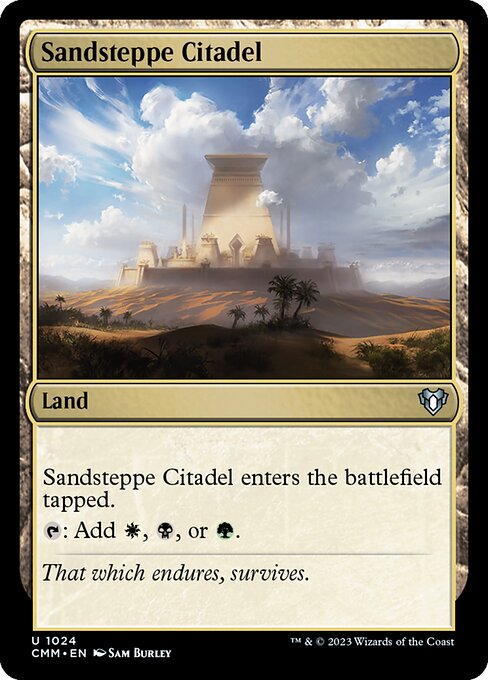 Sandsteppe Citadel
Land
Sandsteppe Citadel enters the battlefield
tapped.
: Add , , or .
That which endures, survives.
U 1024
CMM • EN Sam Burley
™ & © 2023 Wizards of the Coast